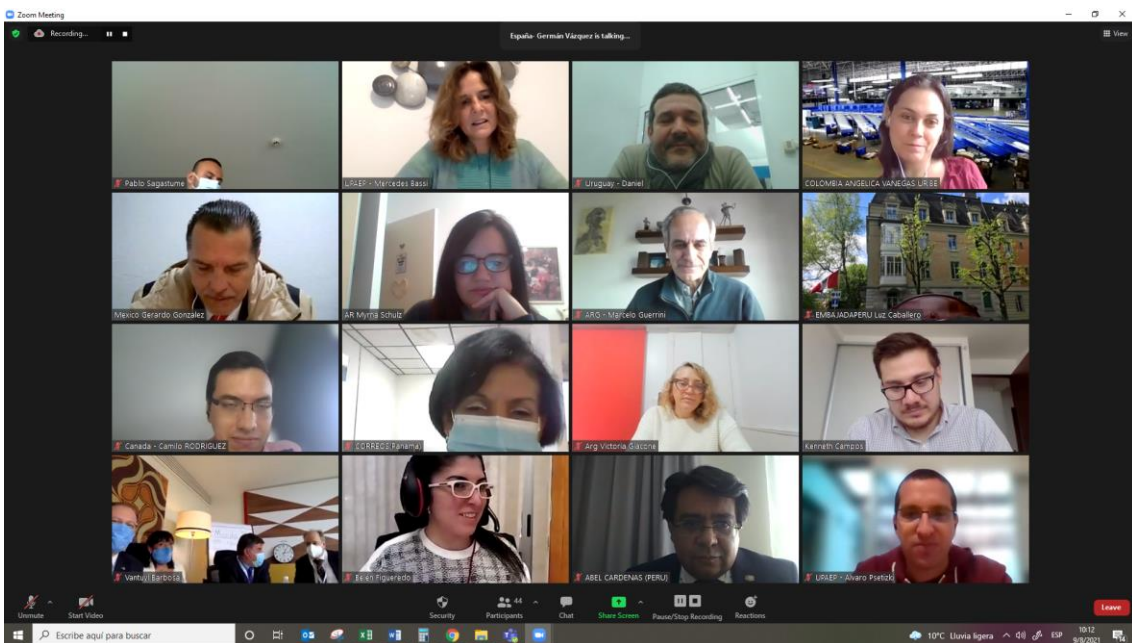 Zoom Meeting
Recording...
España- Germán Vázquez is talking...
View
Pablo Sagastume
UPAEP - Mercedes Bassi
Uruguay - Daniel
COLOMBIA ANGELICA VANEGAS URIBE
Mexico Gerardo Gonzalez
AR Myrna Schulz
ARG - Marcelo Guerrini
EMBAJADAPERU Luz Caballero
Canada - Camilo RODRIGUEZ
CORREOS(Panama)
Arg Victoria Giacone
Kenneth Campos
Vantuyl Barbosa
Belén Figueredo
ABEL CARDENAS (PERU)
UPAEP - Alvaro Psetizki
Unmute
Start Video
Security
Participants
44
Chat
Share Screen
Pause/Stop Recording
Reactions
Leave
Escribe aquí para buscar
10°C Lluvia ligera
ESP
10:12
9/8/2021